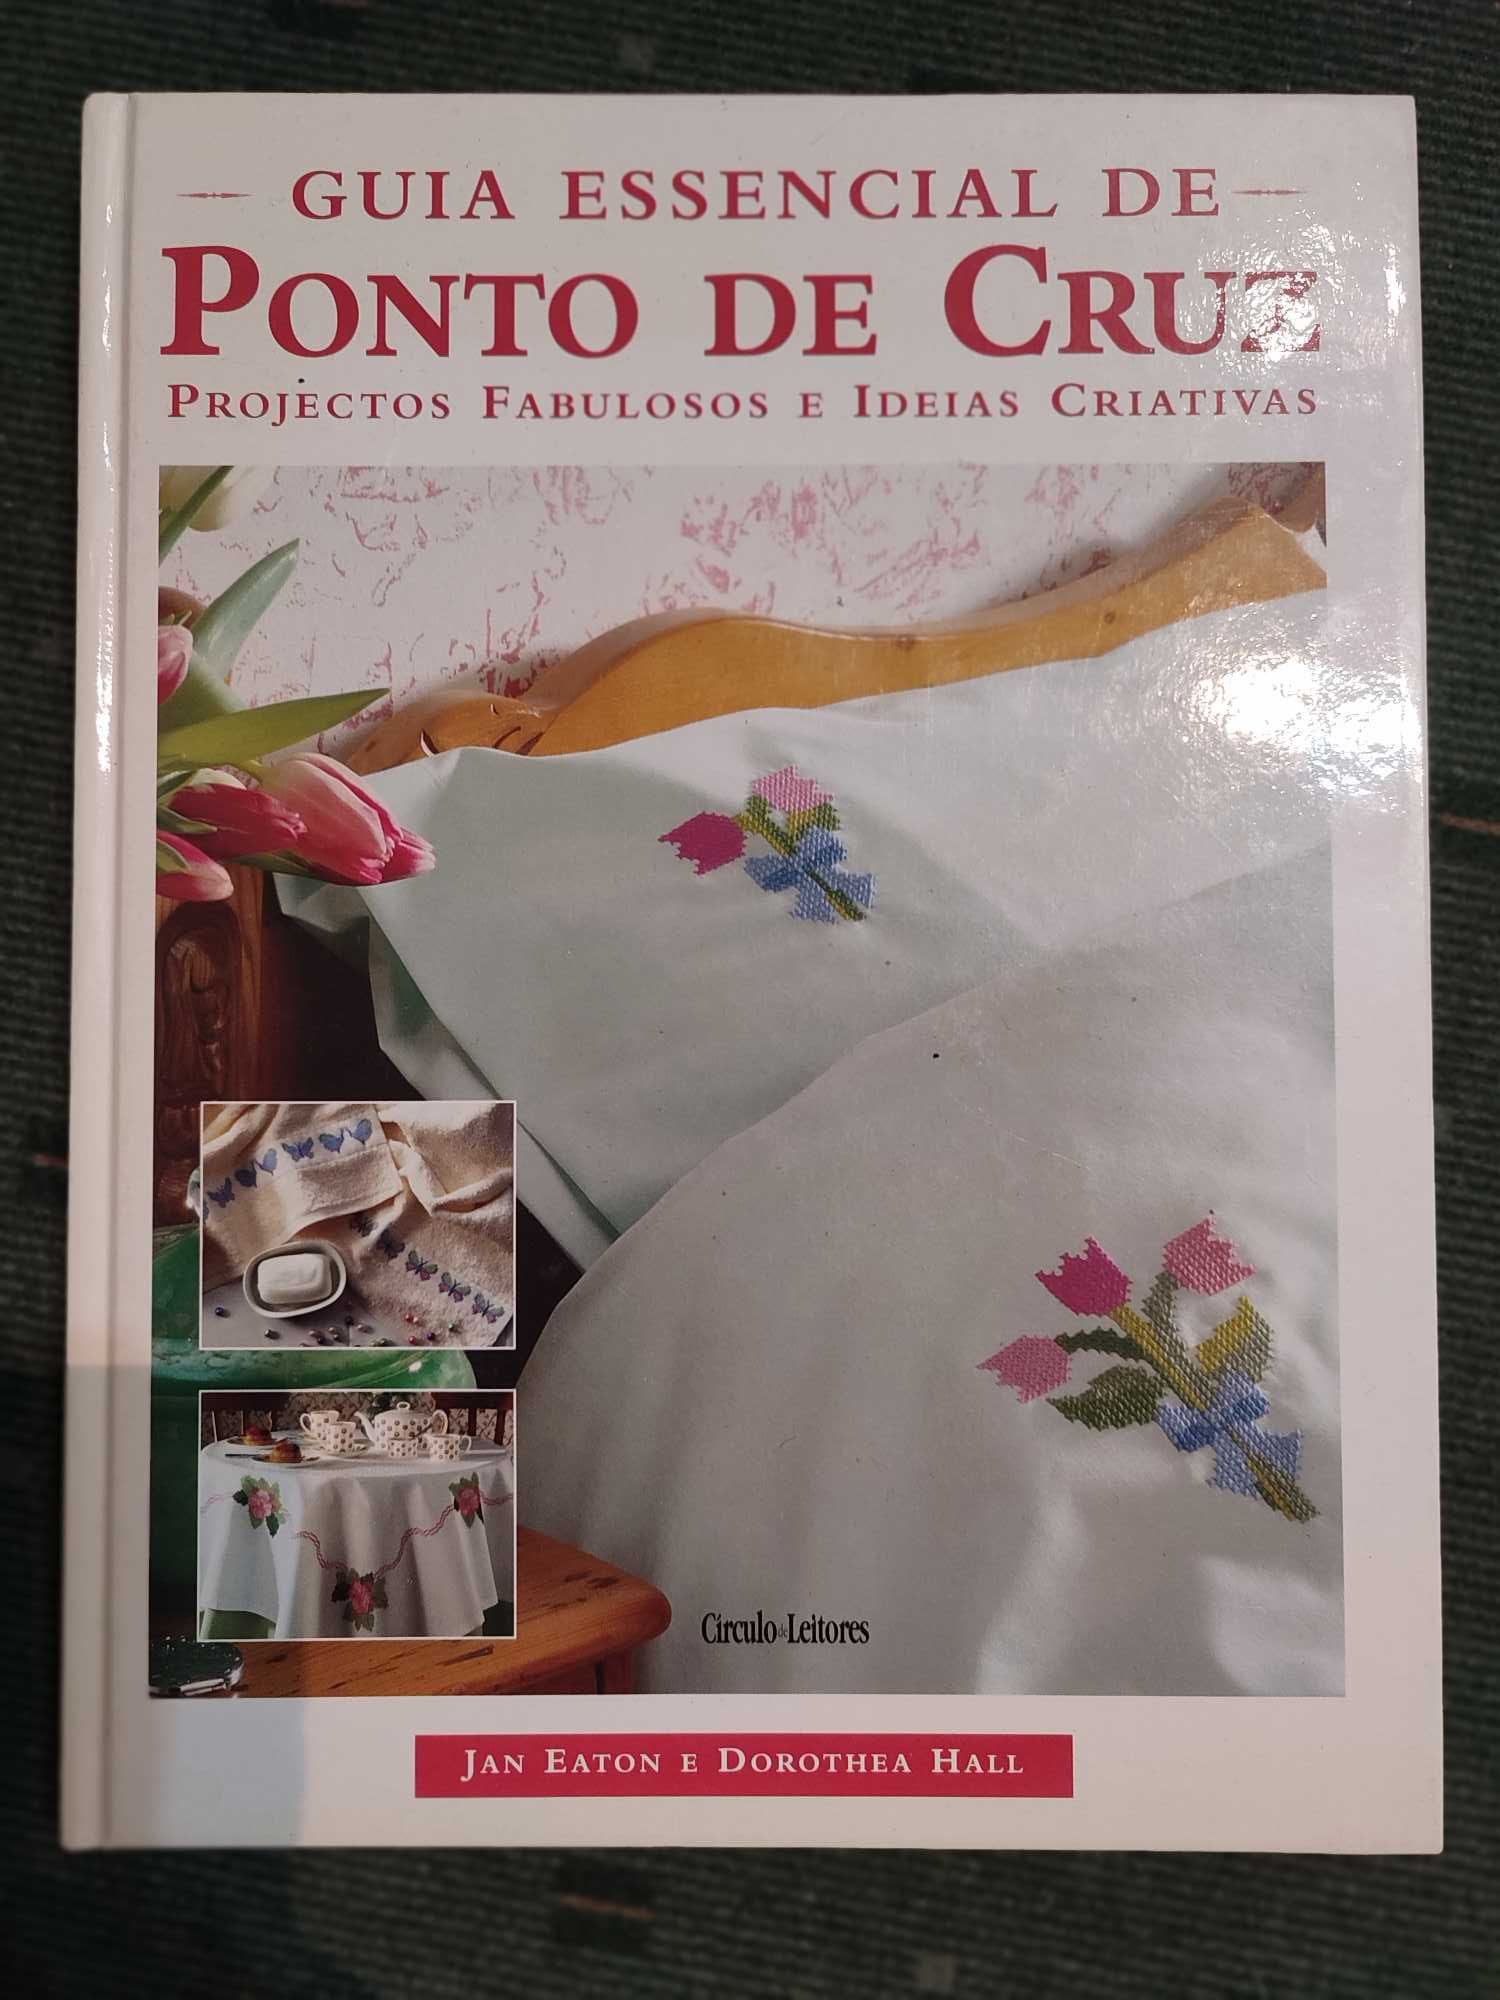 GUIA ESSENCIAL DE
PONTO DE CRUZ
PROJECTOS FABULOSOS E IDEIAS CRIATIVAS
Círculo de Leitores
JAN EATON E DOROTHEA HALL